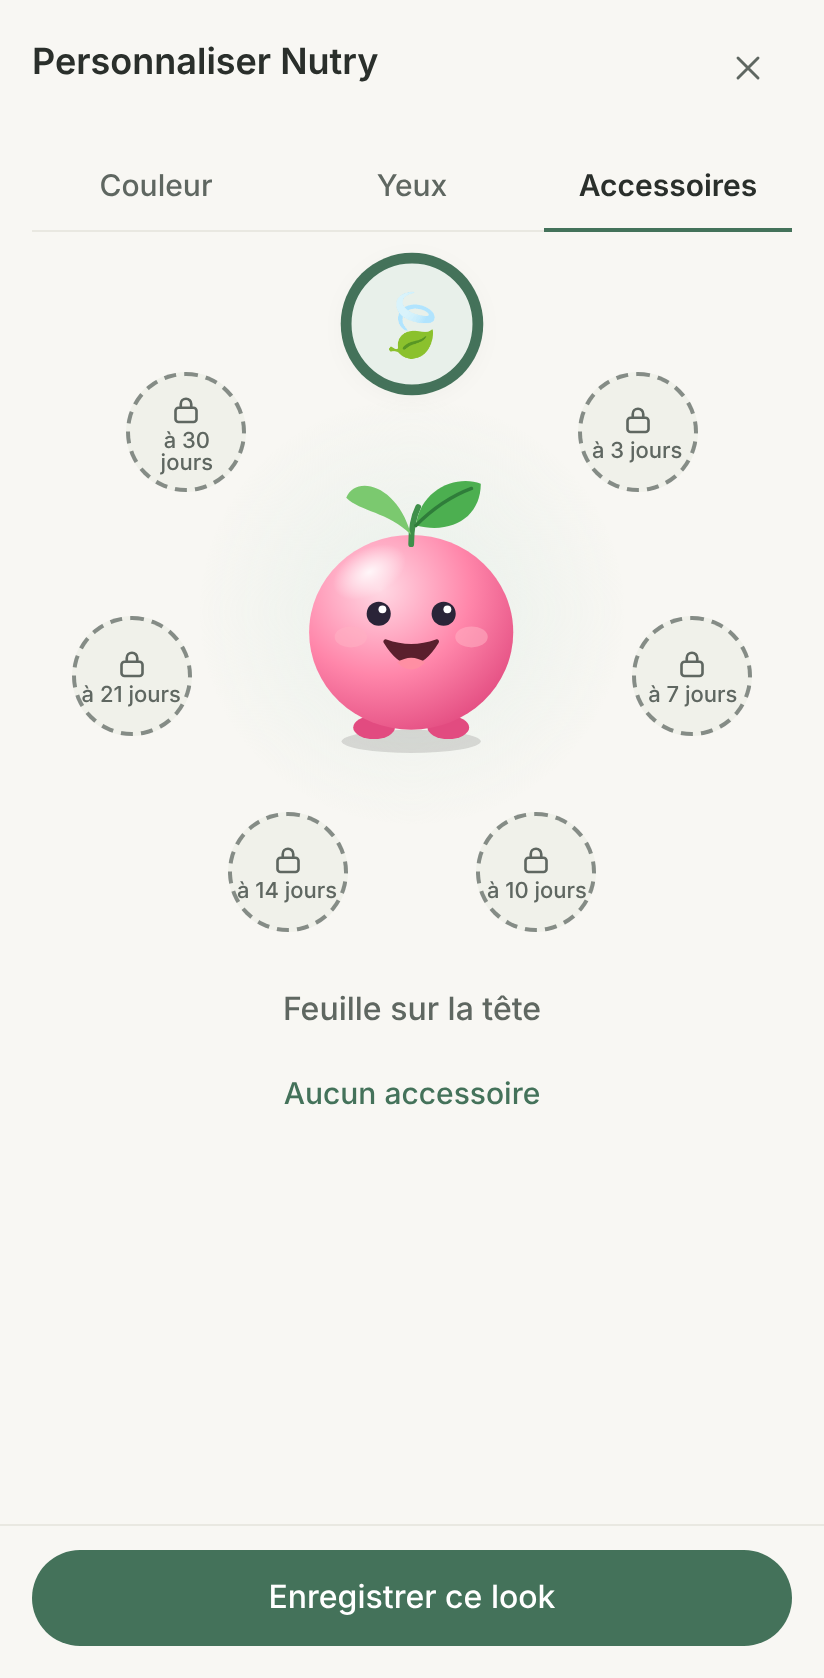 Personnaliser Nutry
Couleur
Yeux
Accessoires
à 30
jours
à 3 jours
à 21 jours
à 7 jours
à 14 jours
à 10 jours
Feuille sur la tête
Aucun accessoire
Enregistrer ce look